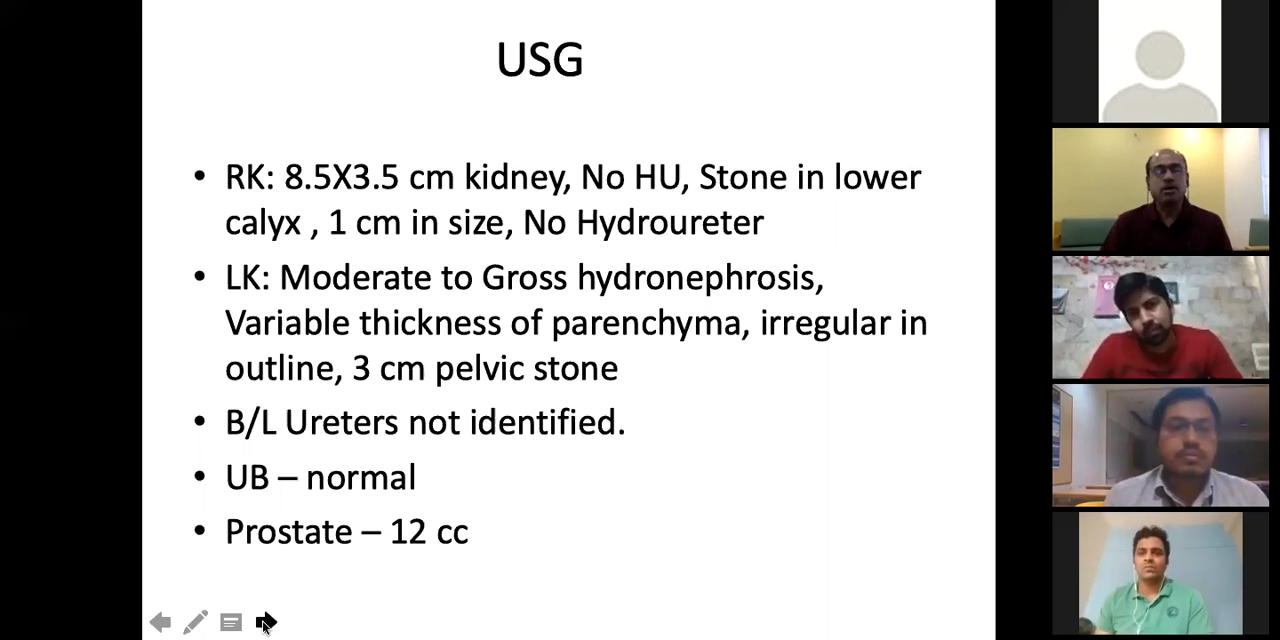 USG
• RK: 8.5X3.5 cm kidney, No HU, Stone in lower
calyx , 1 cm in size, No Hydroureter
• LK: Moderate to Gross hydronephrosis,
Variable thickness of parenchyma, irregular in
outline, 3 cm pelvic stone
• B/L Ureters not identified.
• UB – normal
• Prostate – 12 cc